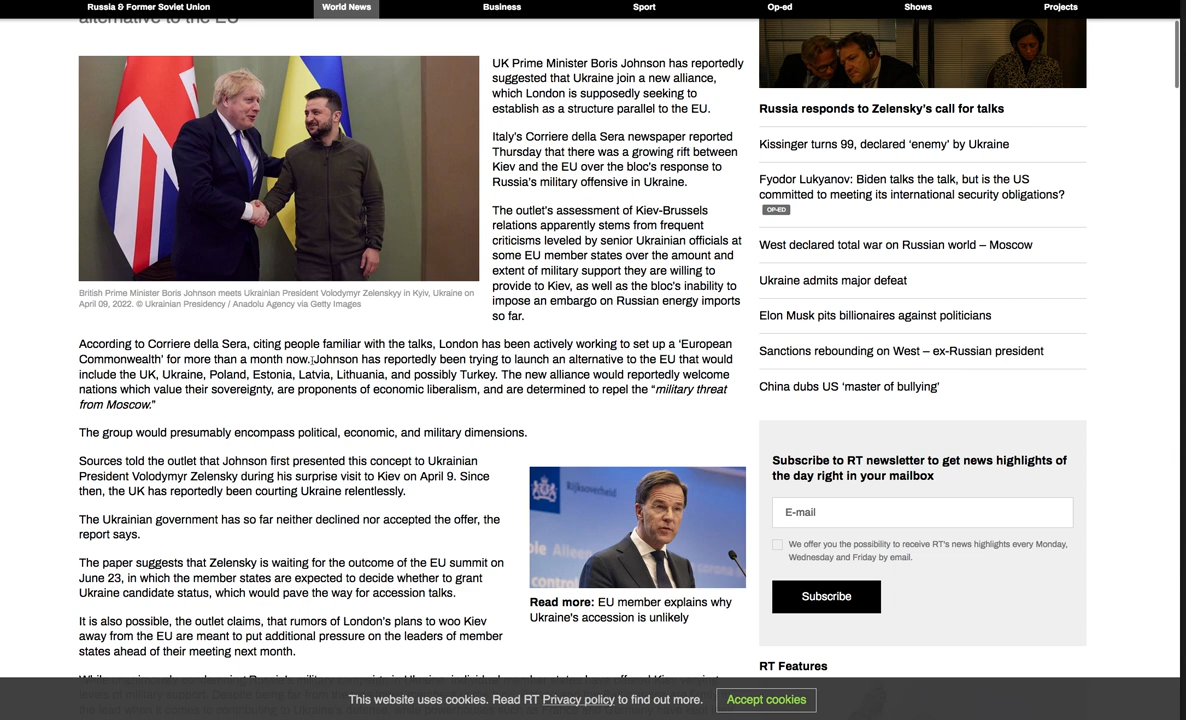 Russia & Former Soviet Union
World News
Business
Sport
Op-ed
Shows
Projects
alternative to the EU
UK Prime Minister Boris Johnson has reportedly
suggested that Ukraine join a new alliance,
which London is supposedly seeking to
establish as a structure parallel to the EU.
Italy's Corriere della Sera newspaper reported
Thursday that there was a growing rift between
Kiev and the EU over the bloc's response to
Russia's military offensive in Ukraine.
The outlet's assessment of Kiev-Brussels
relations apparently stems from frequent
criticisms leveled by senior Ukrainian officials at
some EU member states over the amount and
extent of military support they are willing to
provide to Kiev, as well as the bloc's inability to
impose an embargo on Russian energy imports
so far.
British Prime Minister Boris Johnson meets Ukrainian President Volodymyr Zelenskyy in Kyiv, Ukraine on
April 09, 2022. © Ukrainian Presidency / Anadolu Agency via Getty Images
According to Corriere della Sera, citing people familiar with the talks, London has been actively working to set up a 'European
Commonwealth' for more than a month now. Johnson has reportedly been trying to launch an alternative to the EU that would
include the UK, Ukraine, Poland, Estonia, Latvia, Lithuania, and possibly Turkey. The new alliance would reportedly welcome
nations which value their sovereignty, are proponents of economic liberalism, and are determined to repel the “military threat
from Moscow.”
The group would presumably encompass political, economic, and military dimensions.
Sources told the outlet that Johnson first presented this concept to Ukrainian
President Volodymyr Zelensky during his surprise visit to Kiev on April 9. Since
then, the UK has reportedly been courting Ukraine relentlessly.
The Ukrainian government has so far neither declined nor accepted the offer, the
report says.
The paper suggests that Zelensky is waiting for the outcome of the EU summit on
June 23, in which the member states are expected to decide whether to grant
Ukraine candidate status, which would pave the way for accession talks.
It is also possible, the outlet claims, that rumors of London's plans to woo Kiev
away from the EU are meant to put additional pressure on the leaders of member
states ahead of their meeting next month.
Rijksoverheid
Read more: EU member explains why
Ukraine's accession is unlikely
Russia responds to Zelensky's call for talks
Kissinger turns 99, declared ‘enemy’ by Ukraine
Fyodor Lukyanov: Biden talks the talk, but is the US
committed to meeting its international security obligations?
OP-ED
West declared total war on Russian world – Moscow
Ukraine admits major defeat
Elon Musk pits billionaires against politicians
Sanctions rebounding on West – ex-Russian president
China dubs US ‘master of bullying’
Subscribe to RT newsletter to get news highlights of
the day right in your mailbox
E-mail
We offer you the possibility to receive RT's news highlights every Monday,
Wednesday and Friday by email.
Subscribe
RT Features
This website uses cookies. Read RT Privacy policy to find out more.
Accept cookies